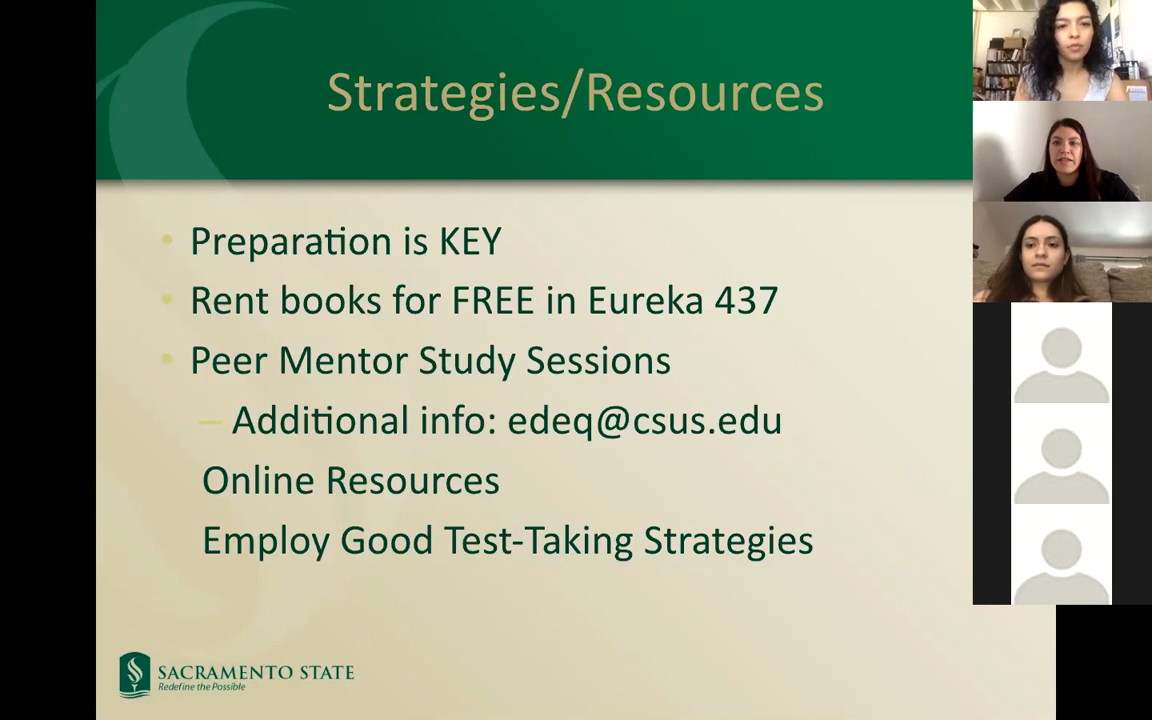 Strategies/Resources
• Preparation is KEY
• Rent books for FREE in Eureka 437
• Peer Mentor Study Sessions
– Additional info: edeq@csus.edu
Online Resources
Employ Good Test-Taking Strategies
SACRAMENTO STATE
Redefine the Possible